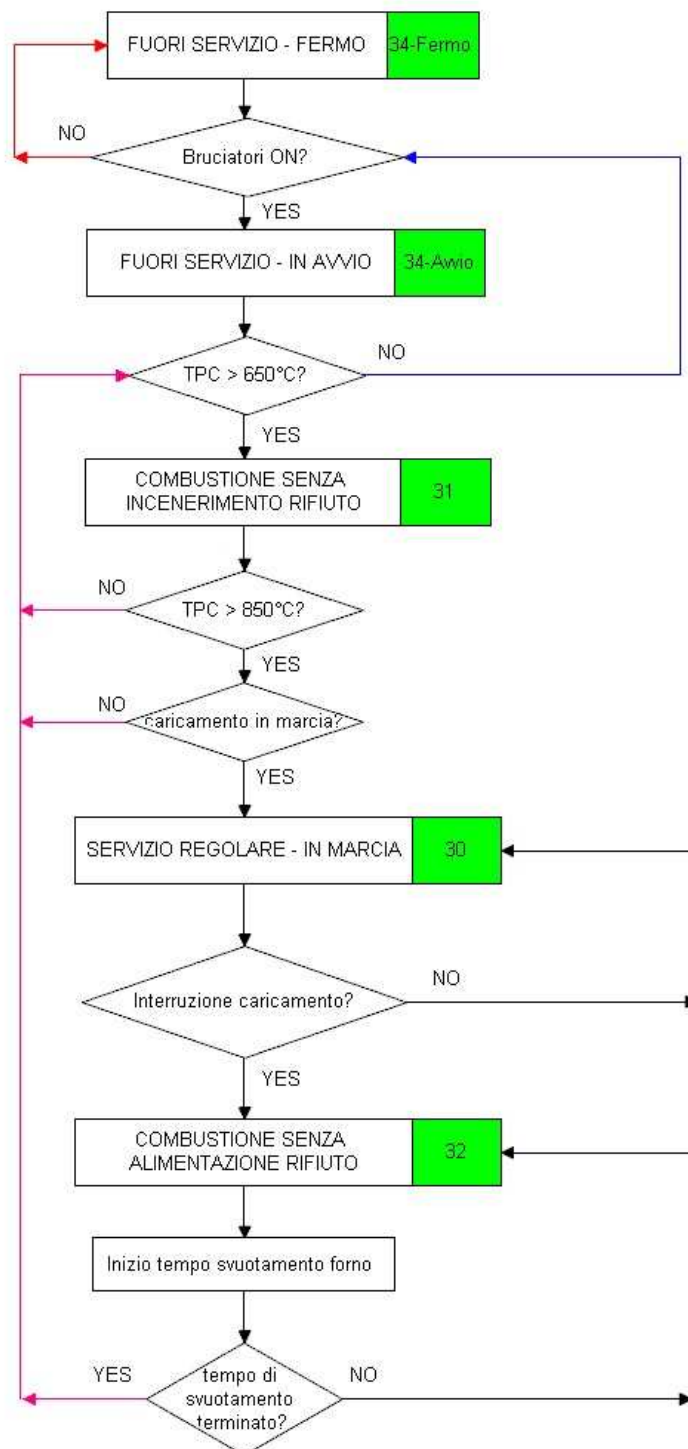 FUORI SERVIZIO - FERMO
34-Fermo
NO
Bruciatori ON?
YES
FUORI SERVIZIO - IN AVVIO
34-Avvio
NO
TPC > 650°C?
YES
COMBUSTIONE SENZA
INCENERIMENTO RIFIUTO
31
NO
TPC > 850°C?
YES
NO
caricamento in marcia?
YES
SERVIZIO REGOLARE - IN MARCIA
30
Interruzione caricamento?
NO
YES
COMBUSTIONE SENZA
ALIMENTAZIONE RIFIUTO
32
Inizio tempo svuotamento forno
YES
tempo di
svuotamento
terminato?
NO